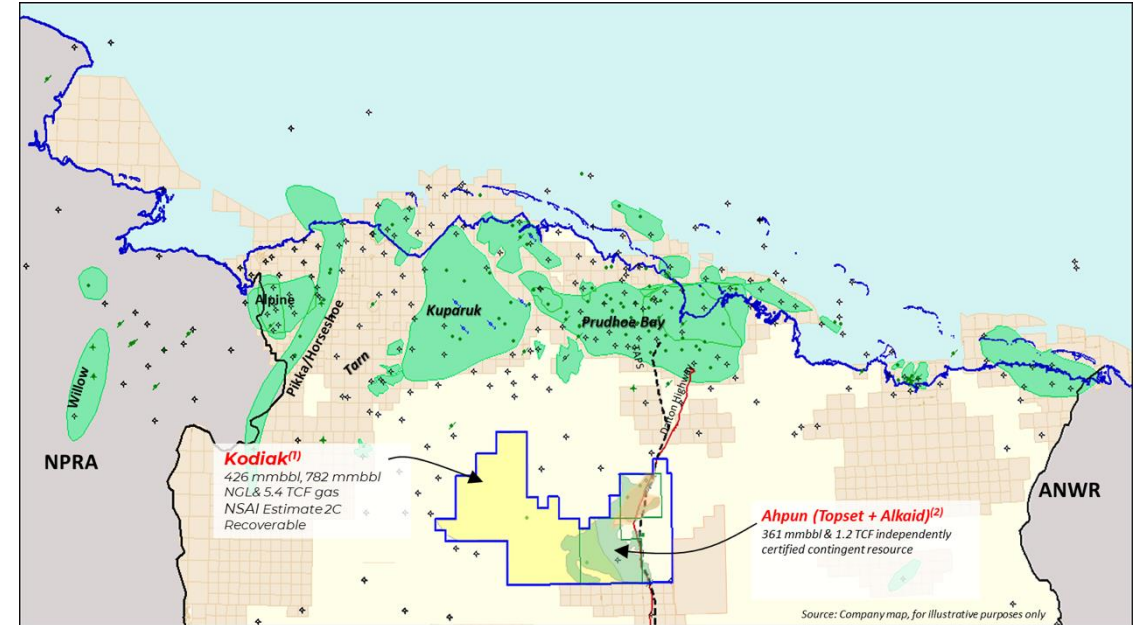 Alpine
Kuparuk
Prudhoe Bay
Pikka/Horseshoe
Tarn
TAPS
Dalton Highway
Willow
NPRA
Kodiak(1)
426 mmbbl, 782 mmbbl
NGL& 5.4 TCF gas
NSAI Estimate 2C
Recoverable
ANWR
Ahpun (Topset + Alkaid)(2)
361 mmbbl & 1.2 TCF independently
certified contingent resource
Source: Company map, for illustrative purposes only